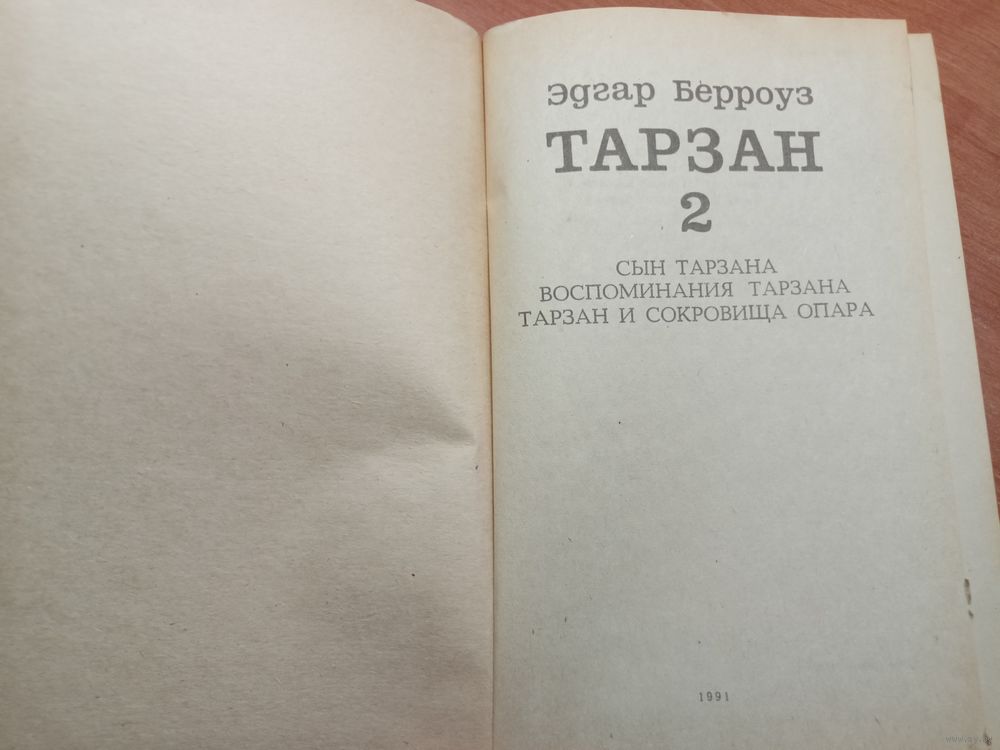 Эдгар Берроуз
ТАРЗАН
2
СЫН ТАРЗАНА
ВОСПОМИНАНИЯ ТАРЗАНА
ТАРЗАН И СОКРОВИЩА ОПАРА
1991